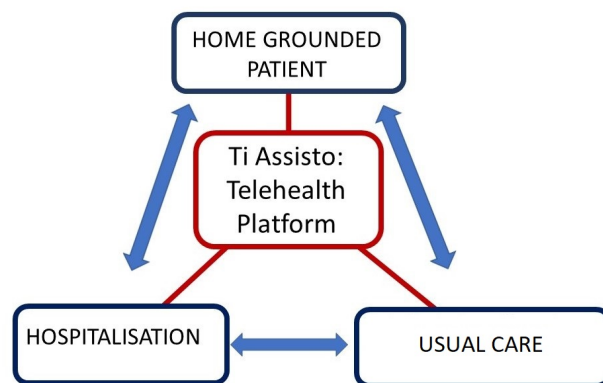 HOME GROUNDED
PATIENT
Ti Assisto:
Telehealth
Platform
HOSPITALISATION
USUAL CARE